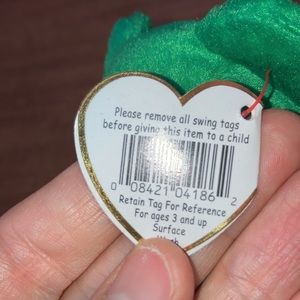 Please remove all swing tags
before giving this item to a child
0 08421 04186 2
Retain Tag For Reference
For ages 3 and up
Surface
Wash